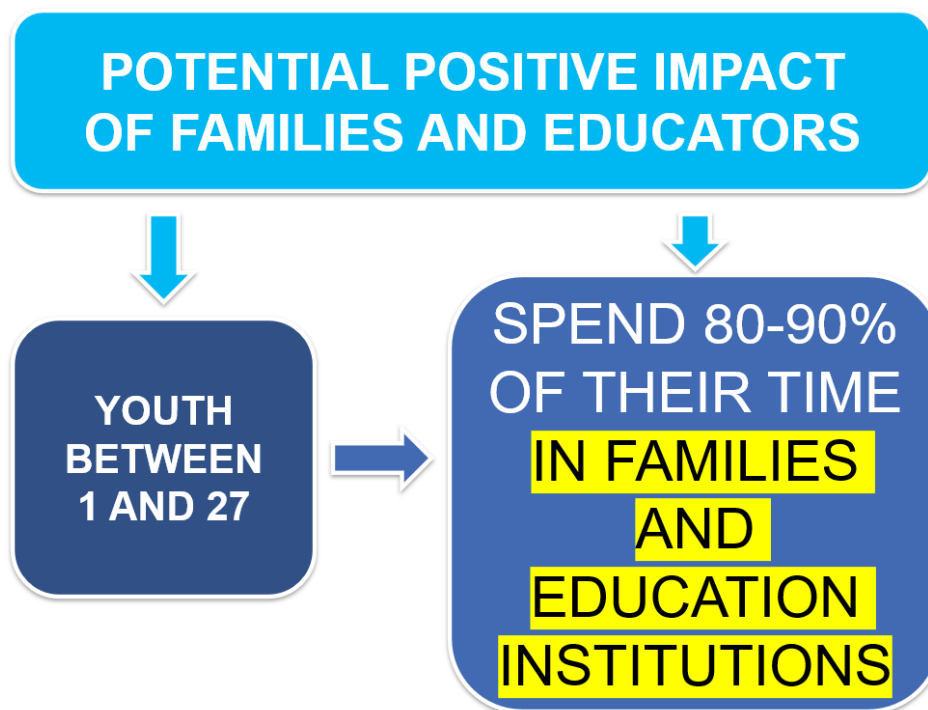 POTENTIAL POSITIVE IMPACT
OF FAMILIES AND EDUCATORS
YOUTH
BETWEEN
1 AND 27
SPEND 80-90%
OF THEIR TIME
IN FAMILIES
AND
EDUCATION
INSTITUTIONS